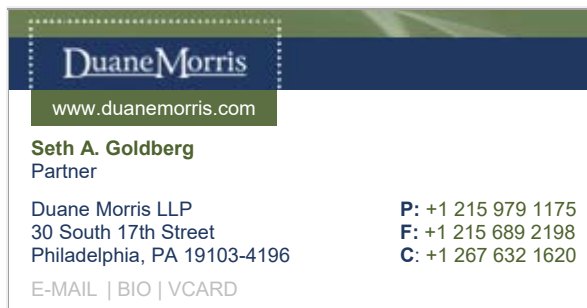 DuaneMorris
www.duanemorris.com
Seth A. Goldberg
Partner
Duane Morris LLP
30 South 17th Street
Philadelphia, PA 19103-4196
P: +1 215 979 1175
F: +1 215 689 2198
C: +1 267 632 1620
E-MAIL | BIO | VCARD